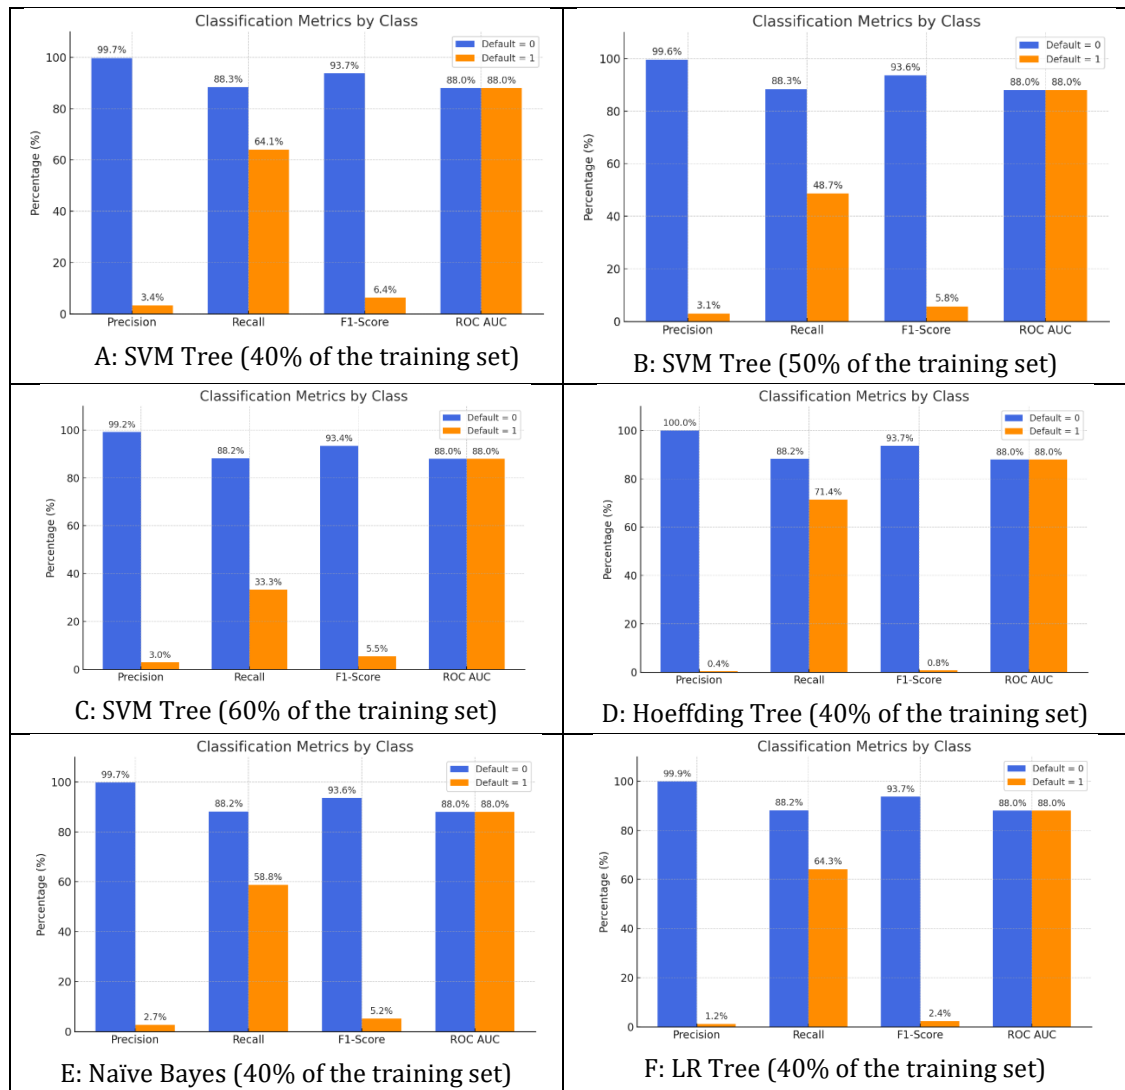 Classification Metrics by Class
Default = 0
Default = 1
Percentage (%)
100
80
60
40
20
0
99.7%
3.4%
88.3%
64.1%
93.7%
6.4%
88.0% 88.0%
Precision Recall F1-Score ROC AUC
A: SVM Tree (40% of the training set)
Classification Metrics by Class
Default = 0
Default = 1
Percentage (%)
100
80
60
40
20
0
99.6%
3.1%
88.3%
48.7%
93.6%
5.8%
88.0% 88.0%
Precision Recall F1-Score ROC AUC
B: SVM Tree (50% of the training set)
Classification Metrics by Class
Default = 0
Default = 1
Percentage (%)
100
80
60
40
20
0
99.2%
3.0%
88.2%
33.3%
93.4%
5.5%
88.0% 88.0%
Precision Recall F1-Score ROC AUC
C: SVM Tree (60% of the training set)
Classification Metrics by Class
Default = 0
Default = 1
Percentage (%)
100
80
60
40
20
0
100.0%
0.4%
88.2%
71.4%
93.7%
0.8%
88.0% 88.0%
Precision Recall F1-Score ROC AUC
D: Hoeffding Tree (40% of the training set)
Classification Metrics by Class
Default = 0
Default = 1
Percentage (%)
100
80
60
40
20
0
99.7%
2.7%
88.2%
58.8%
93.6%
5.2%
88.0% 88.0%
Precision Recall F1-Score ROC AUC
E: Naïve Bayes (40% of the training set)
Classification Metrics by Class
Default = 0
Default = 1
Percentage (%)
100
80
60
40
20
0
99.9%
1.2%
88.2%
64.3%
93.7%
2.4%
88.0% 88.0%
Precision Recall F1-Score ROC AUC
F: LR Tree (40% of the training set)